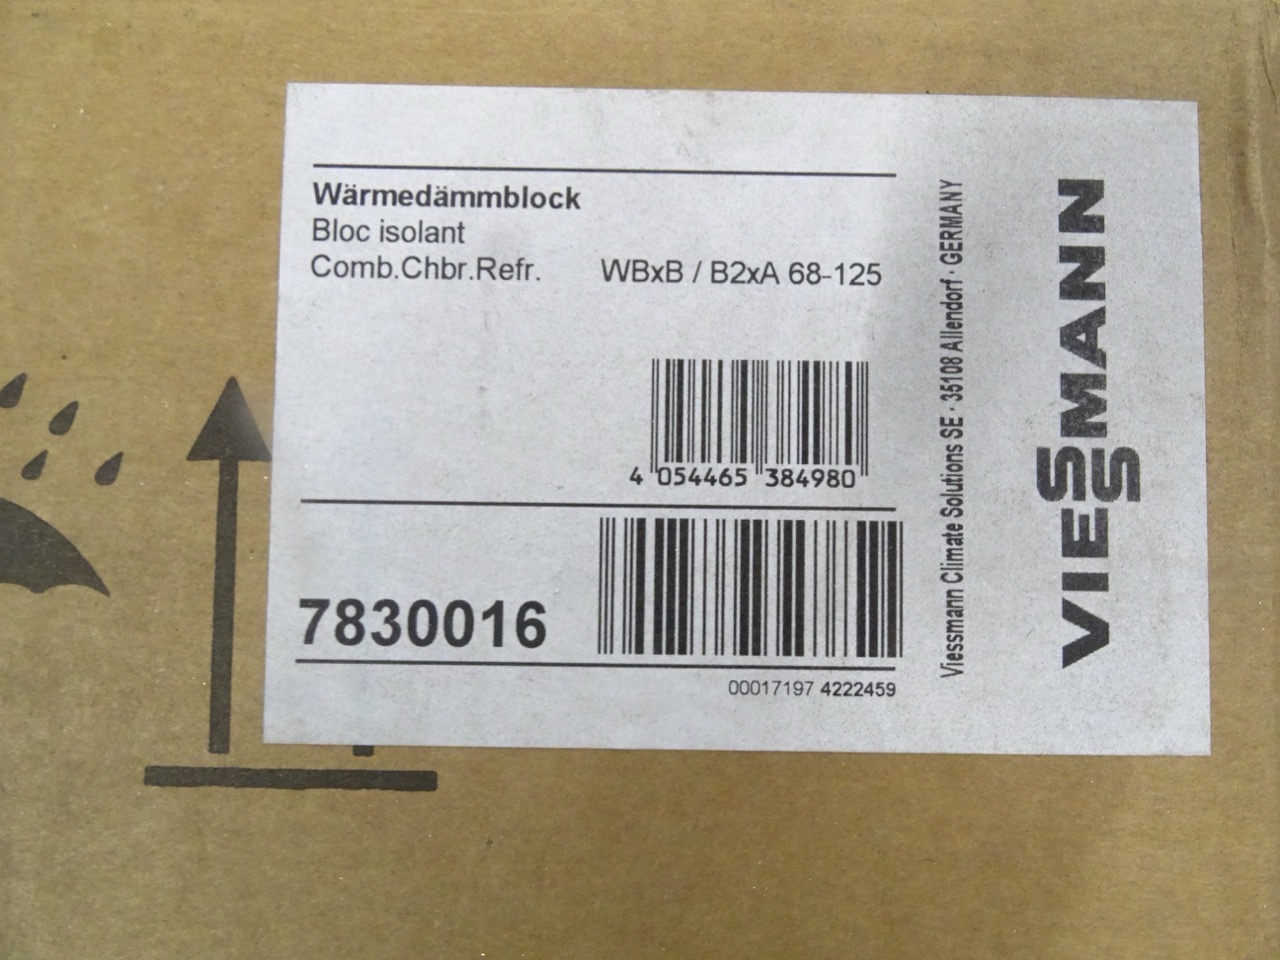 Wärmedämmblock
Bloc isolant
Comb.Chbr.Refr. WBxB / B2xA 68-125
4 054465 384980
7830016
00017197 4222459
Viessmann Climate Solutions SE · 35108 Allendorf · GERMANY
VIESSMANN